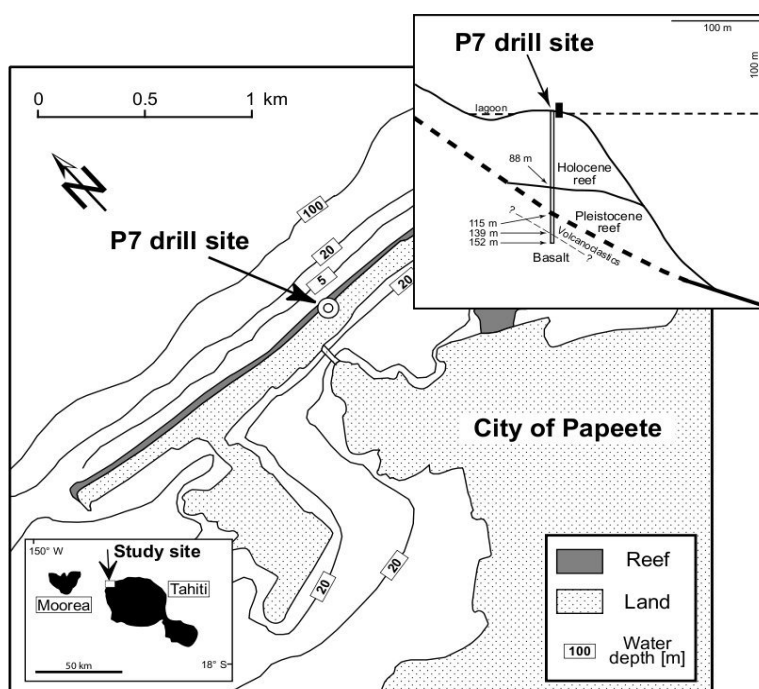 100 m
P7 drill site
100 m
lagoon
88 m
Holocene
reef
Pleistocene
reef
115 m
139 m
152 m
?
Volcanoclastics
?
Basalt
0 0.5 1 km
N
100
20
5
20
P7 drill site
City of Papeete
20
20
150° W
Study site
Moorea
Tahiti
50 km
18° S
Reef
Land
100 Water
depth [m]